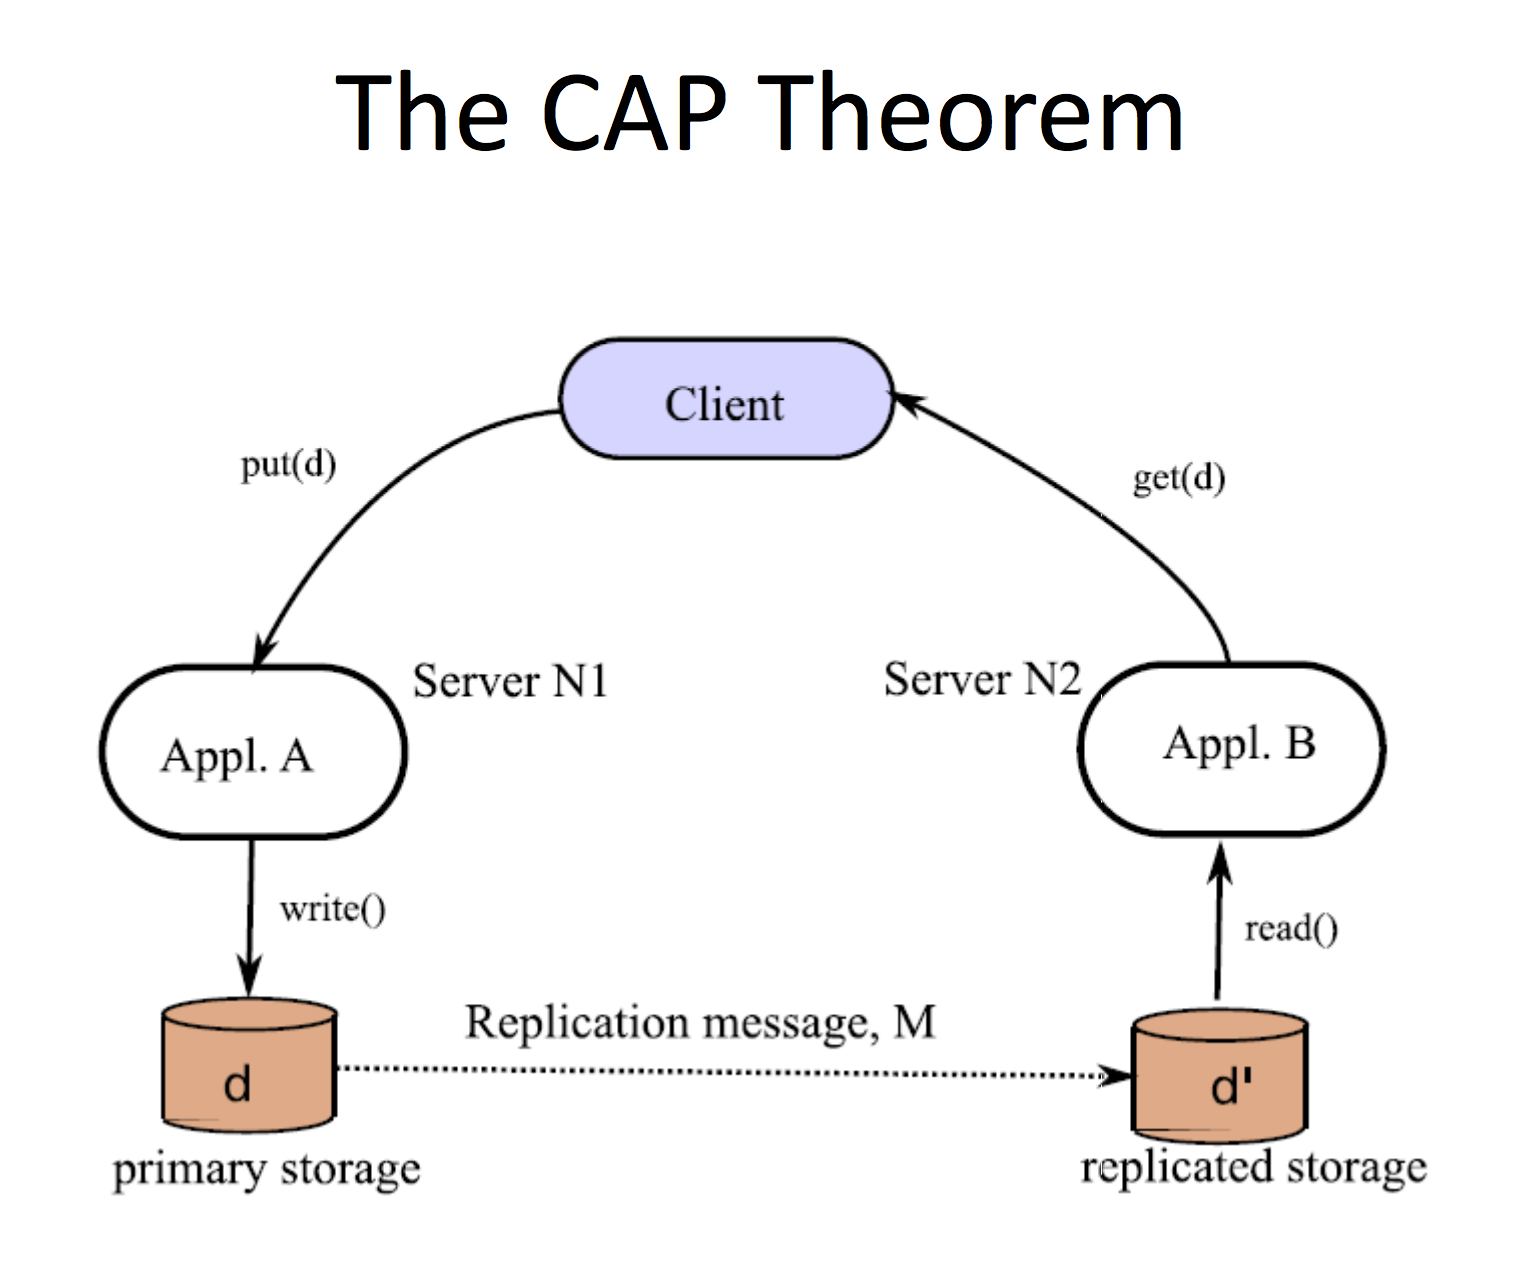 The CAP Theorem
Client
put(d)
get(d)
Server N1
Server N2
Appl. A
Appl. B
write()
read()
Replication message, M
d
d'
primary storage
replicated storage